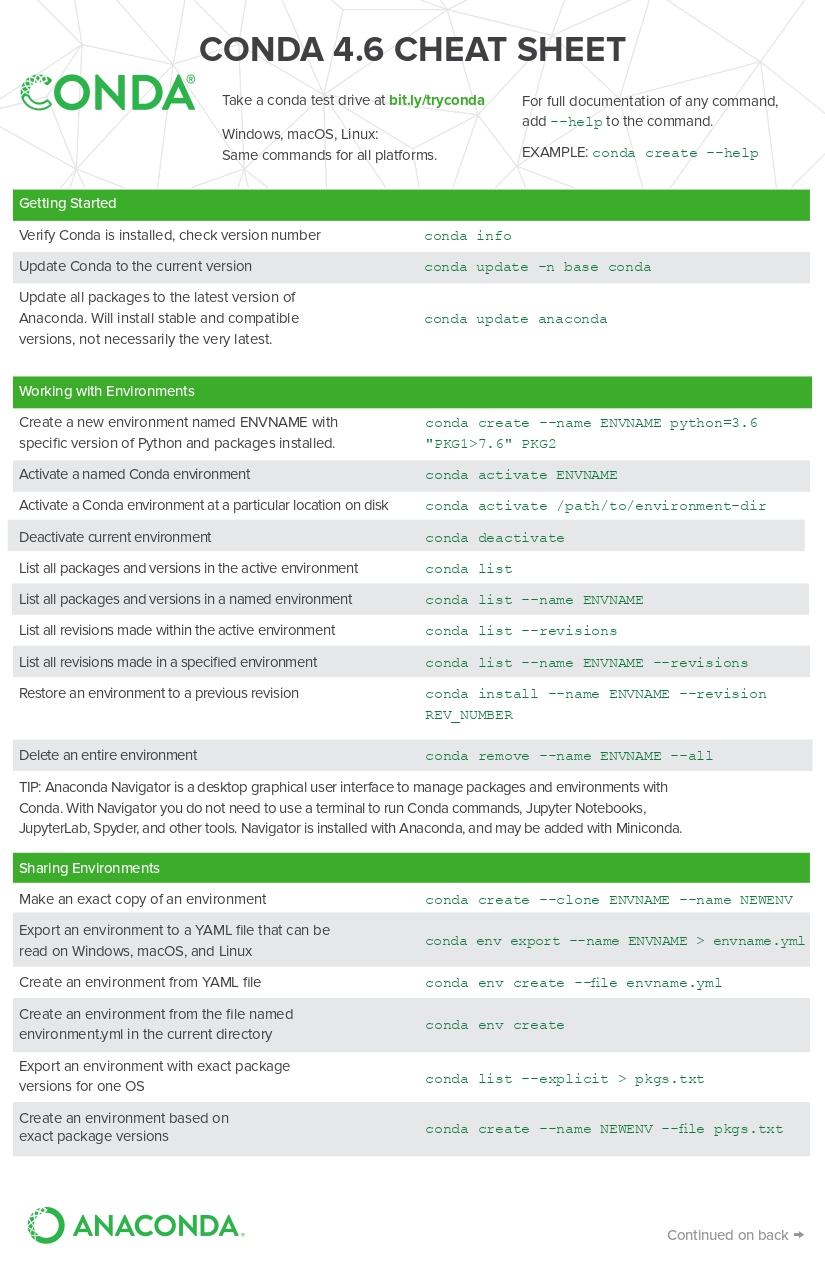 CONDA 4.6 CHEAT SHEET
CONDA®
Take a conda test drive at bit.ly/tryconda
Windows, macOS, Linux:
Same commands for all platforms.
For full documentation of any command,
add --help to the command.
EXAMPLE: conda create --help
Getting Started
Verify Conda is installed, check version number
conda info
Update Conda to the current version
conda update -n base conda
Update all packages to the latest version of
Anaconda. Will install stable and compatible
versions, not necessarily the very latest.
conda update anaconda
Working with Environments
Create a new environment named ENVNAME with
specific version of Python and packages installed.
conda create --name ENVNAME python=3.6
"PKG1>7.6" PKG2
Activate a named Conda environment
conda activate ENVNAME
Activate a Conda environment at a particular location on disk
conda activate /path/to/environment-dir
Deactivate current environment
conda deactivate
List all packages and versions in the active environment
conda list
List all packages and versions in a named environment
conda list --name ENVNAME
List all revisions made within the active environment
conda list --revisions
List all revisions made in a specified environment
conda list --name ENVNAME --revisions
Restore an environment to a previous revision
conda install --name ENVNAME --revision
REV_NUMBER
Delete an entire environment
conda remove --name ENVNAME --all
TIP: Anaconda Navigator is a desktop graphical user interface to manage packages and environments with
Conda. With Navigator you do not need to use a terminal to run Conda commands, Jupyter Notebooks,
JupyterLab, Spyder, and other tools. Navigator is installed with Anaconda, and may be added with Miniconda.
Sharing Environments
Make an exact copy of an environment
conda create --clone ENVNAME --name NEWENV
Export an environment to a YAML file that can be
read on Windows, macOS, and Linux
conda env export --name ENVNAME > envname.yml
Create an environment from YAML file
conda env create --file envname.yml
Create an environment from the file named
environment.yml in the current directory
conda env create
Export an environment with exact package
versions for one OS
conda list --explicit > pkgs.txt
Create an environment based on
exact package versions
conda create --name NEWENV --file pkgs.txt
ANACONDA®
Continued on back →